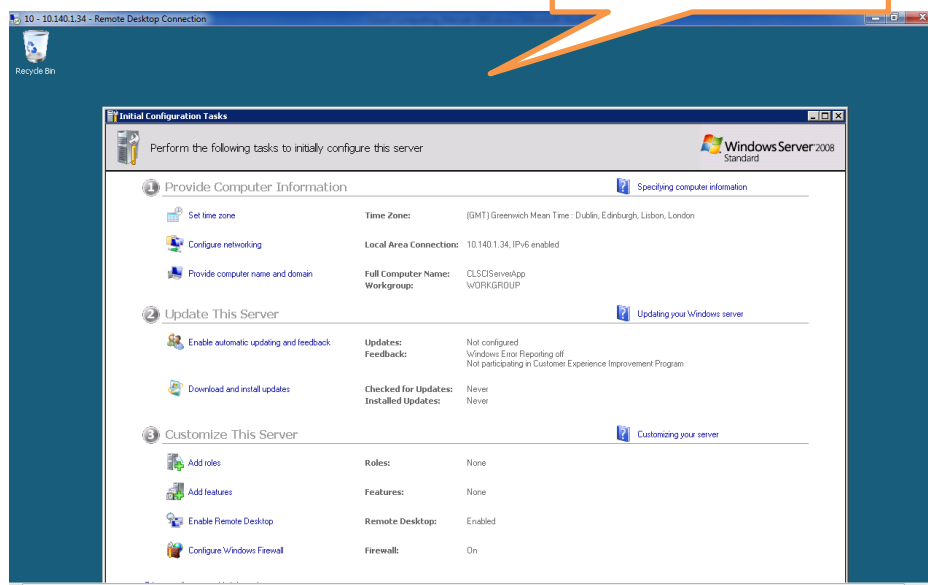 10 - 10.140.1.34 - Remote Desktop Connection
Recycle Bin
Initial Configuration Tasks
Perform the following tasks to initially configure this server
Windows Server 2008
Standard
1 Provide Computer Information
Specifying computer information
Set time zone Time Zone: (GMT) Greenwich Mean Time : Dublin, Edinburgh, Lisbon, London
Configure networking Local Area Connection: 10.140.1.34, IPv6 enabled
Provide computer name and domain Full Computer Name: CLSCIServerApp
Workgroup: WORKGROUP
2 Update This Server
Updating your Windows server
Enable automatic updating and feedback Updates: Not configured
Feedback: Windows Error Reporting off
Not participating in Customer Experience Improvement Program
Download and install updates Checked for Updates: Never
Installed Updates: Never
3 Customize This Server
Customizing your server
Add roles Roles: None
Add features Features: None
Enable Remote Desktop Remote Desktop: Enabled
Configure Windows Firewall Firewall: On